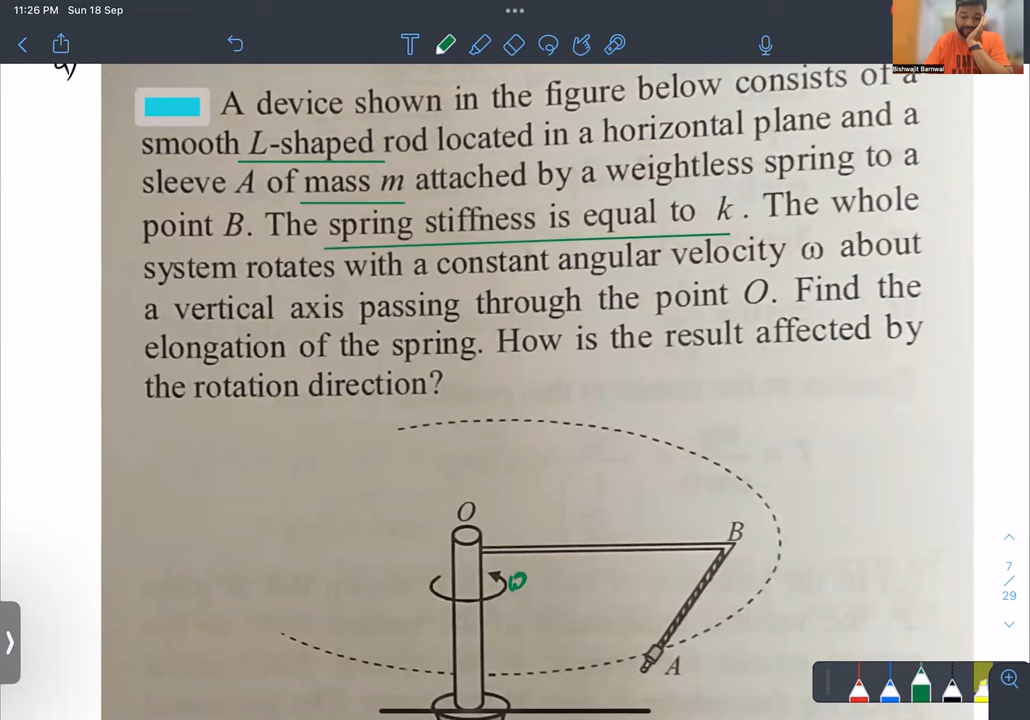 11:26 PM Sun 18 Sep
Bishwajit Barnwal
A device shown in the figure below consists of a
smooth L-shaped rod located in a horizontal plane and a
sleeve A of mass m attached by a weightless spring to a
point B. The spring stiffness is equal to k. The whole
system rotates with a constant angular velocity ω about
a vertical axis passing through the point O. Find the
elongation of the spring. How is the result affected by
the rotation direction?
O
B
ω
A
7
/
29